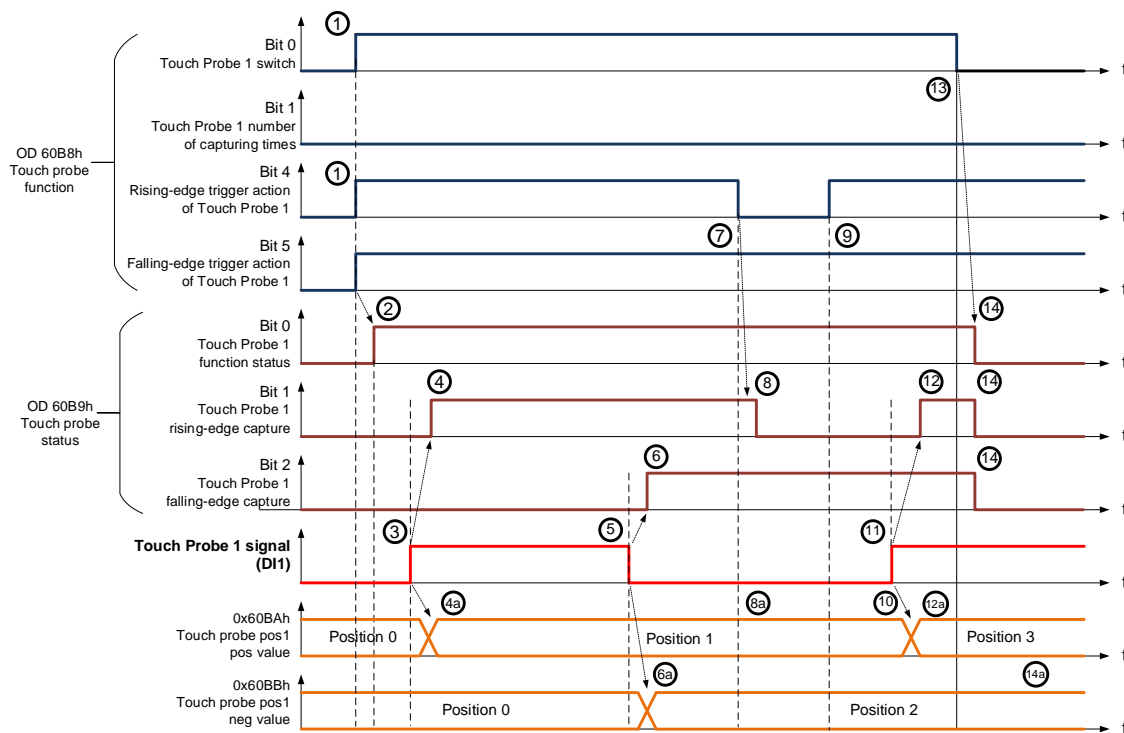 1
Bit 0
Touch Probe 1 switch
t
13
Bit 1
Touch Probe 1 number
of capturing times
t
OD 60B8h
Touch probe
function
1
Bit 4
Rising-edge trigger action
of Touch Probe 1
t
7
9
Bit 5
Falling-edge trigger action
of Touch Probe 1
t
2
14
Bit 0
Touch Probe 1
function status
t
4
8
12
14
Bit 1
Touch Probe 1
rising-edge capture
t
OD 60B9h
Touch probe
status
6
14
Bit 2
Touch Probe 1
falling-edge capture
t
3
5
11
Touch Probe 1 signal
(DI1)
t
4a
8a
10
12a
0x60BAh
Touch probe pos1
pos value
Position 0
Position 1
Position 3
t
6a
14a
0x60BBh
Touch probe pos1
neg value
Position 0
Position 2
t